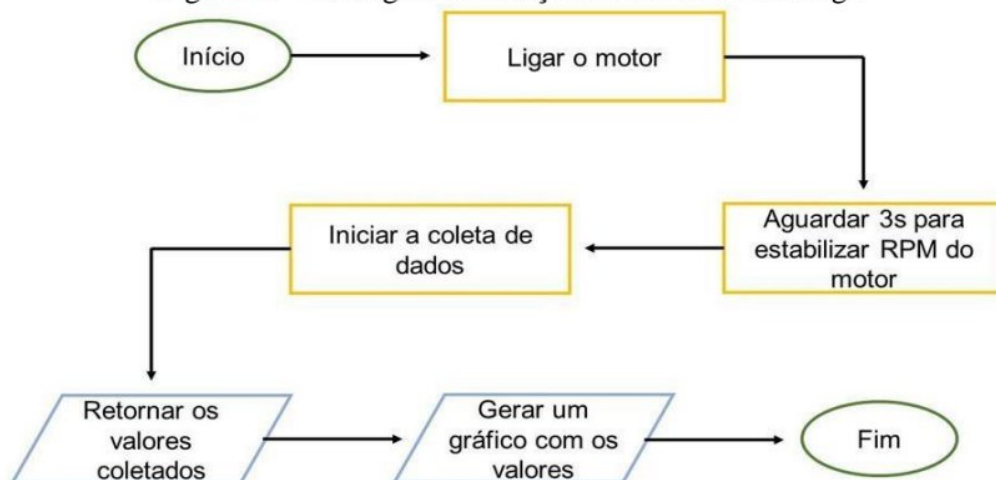 Início
Ligar o motor
Aguardar 3s para
estabilizar RPM do
motor
Iniciar a coleta de
dados
Retornar os
valores
coletados
Gerar um
gráfico com os
valores
Fim